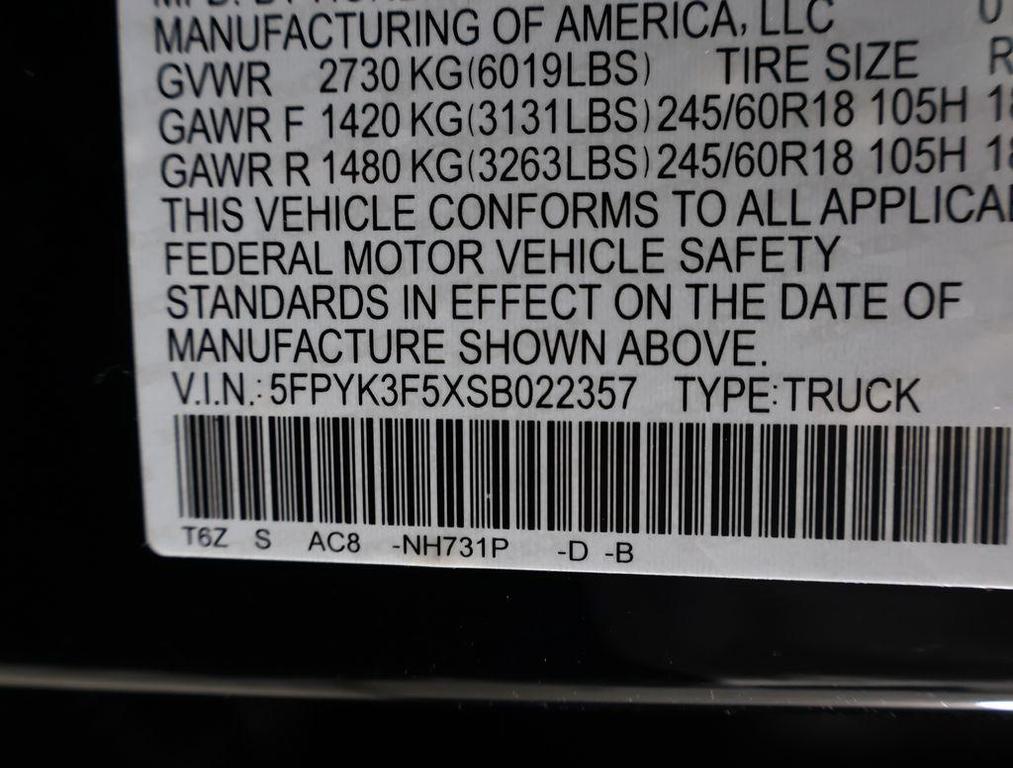 MANUFACTURING OF AMERICA, LLC
GVWR 2730 KG(6019LBS) TIRE SIZE
GAWR F 1420 KG(3131LBS) 245/60R18 105H
GAWR R 1480 KG(3263LBS) 245/60R18 105H
THIS VEHICLE CONFORMS TO ALL APPLICA
FEDERAL MOTOR VEHICLE SAFETY
STANDARDS IN EFFECT ON THE DATE OF
MANUFACTURE SHOWN ABOVE.
V.I.N.: 5FPYK3F5XSB022357 TYPE: TRUCK
T6Z S AC8 -NH731P -D -B